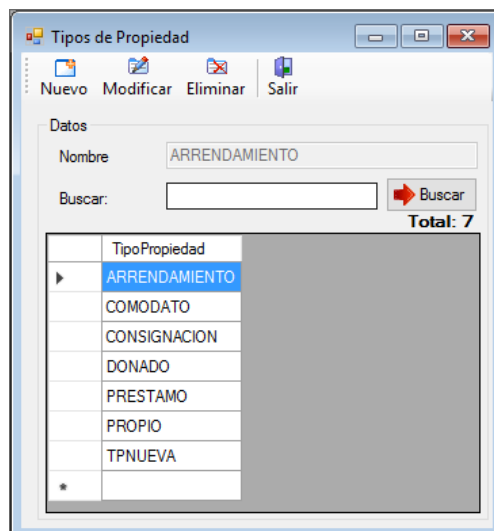 Tipos de Propiedad
Nuevo Modificar Eliminar Salir
Datos
Nombre ARRENDAMIENTO
Buscar: Buscar
Total: 7
TipoPropiedad
ARRENDAMIENTO
COMODATO
CONSIGNACION
DONADO
PRESTAMO
PROPIO
TPNUEVA
*